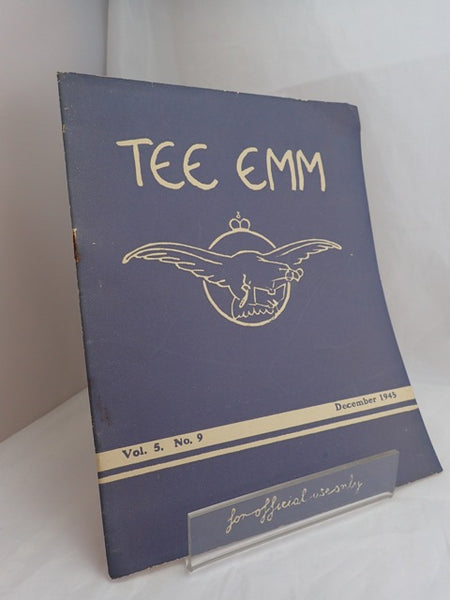 TEE EMM
Vol. 5. No. 9
December 1945
for official use only